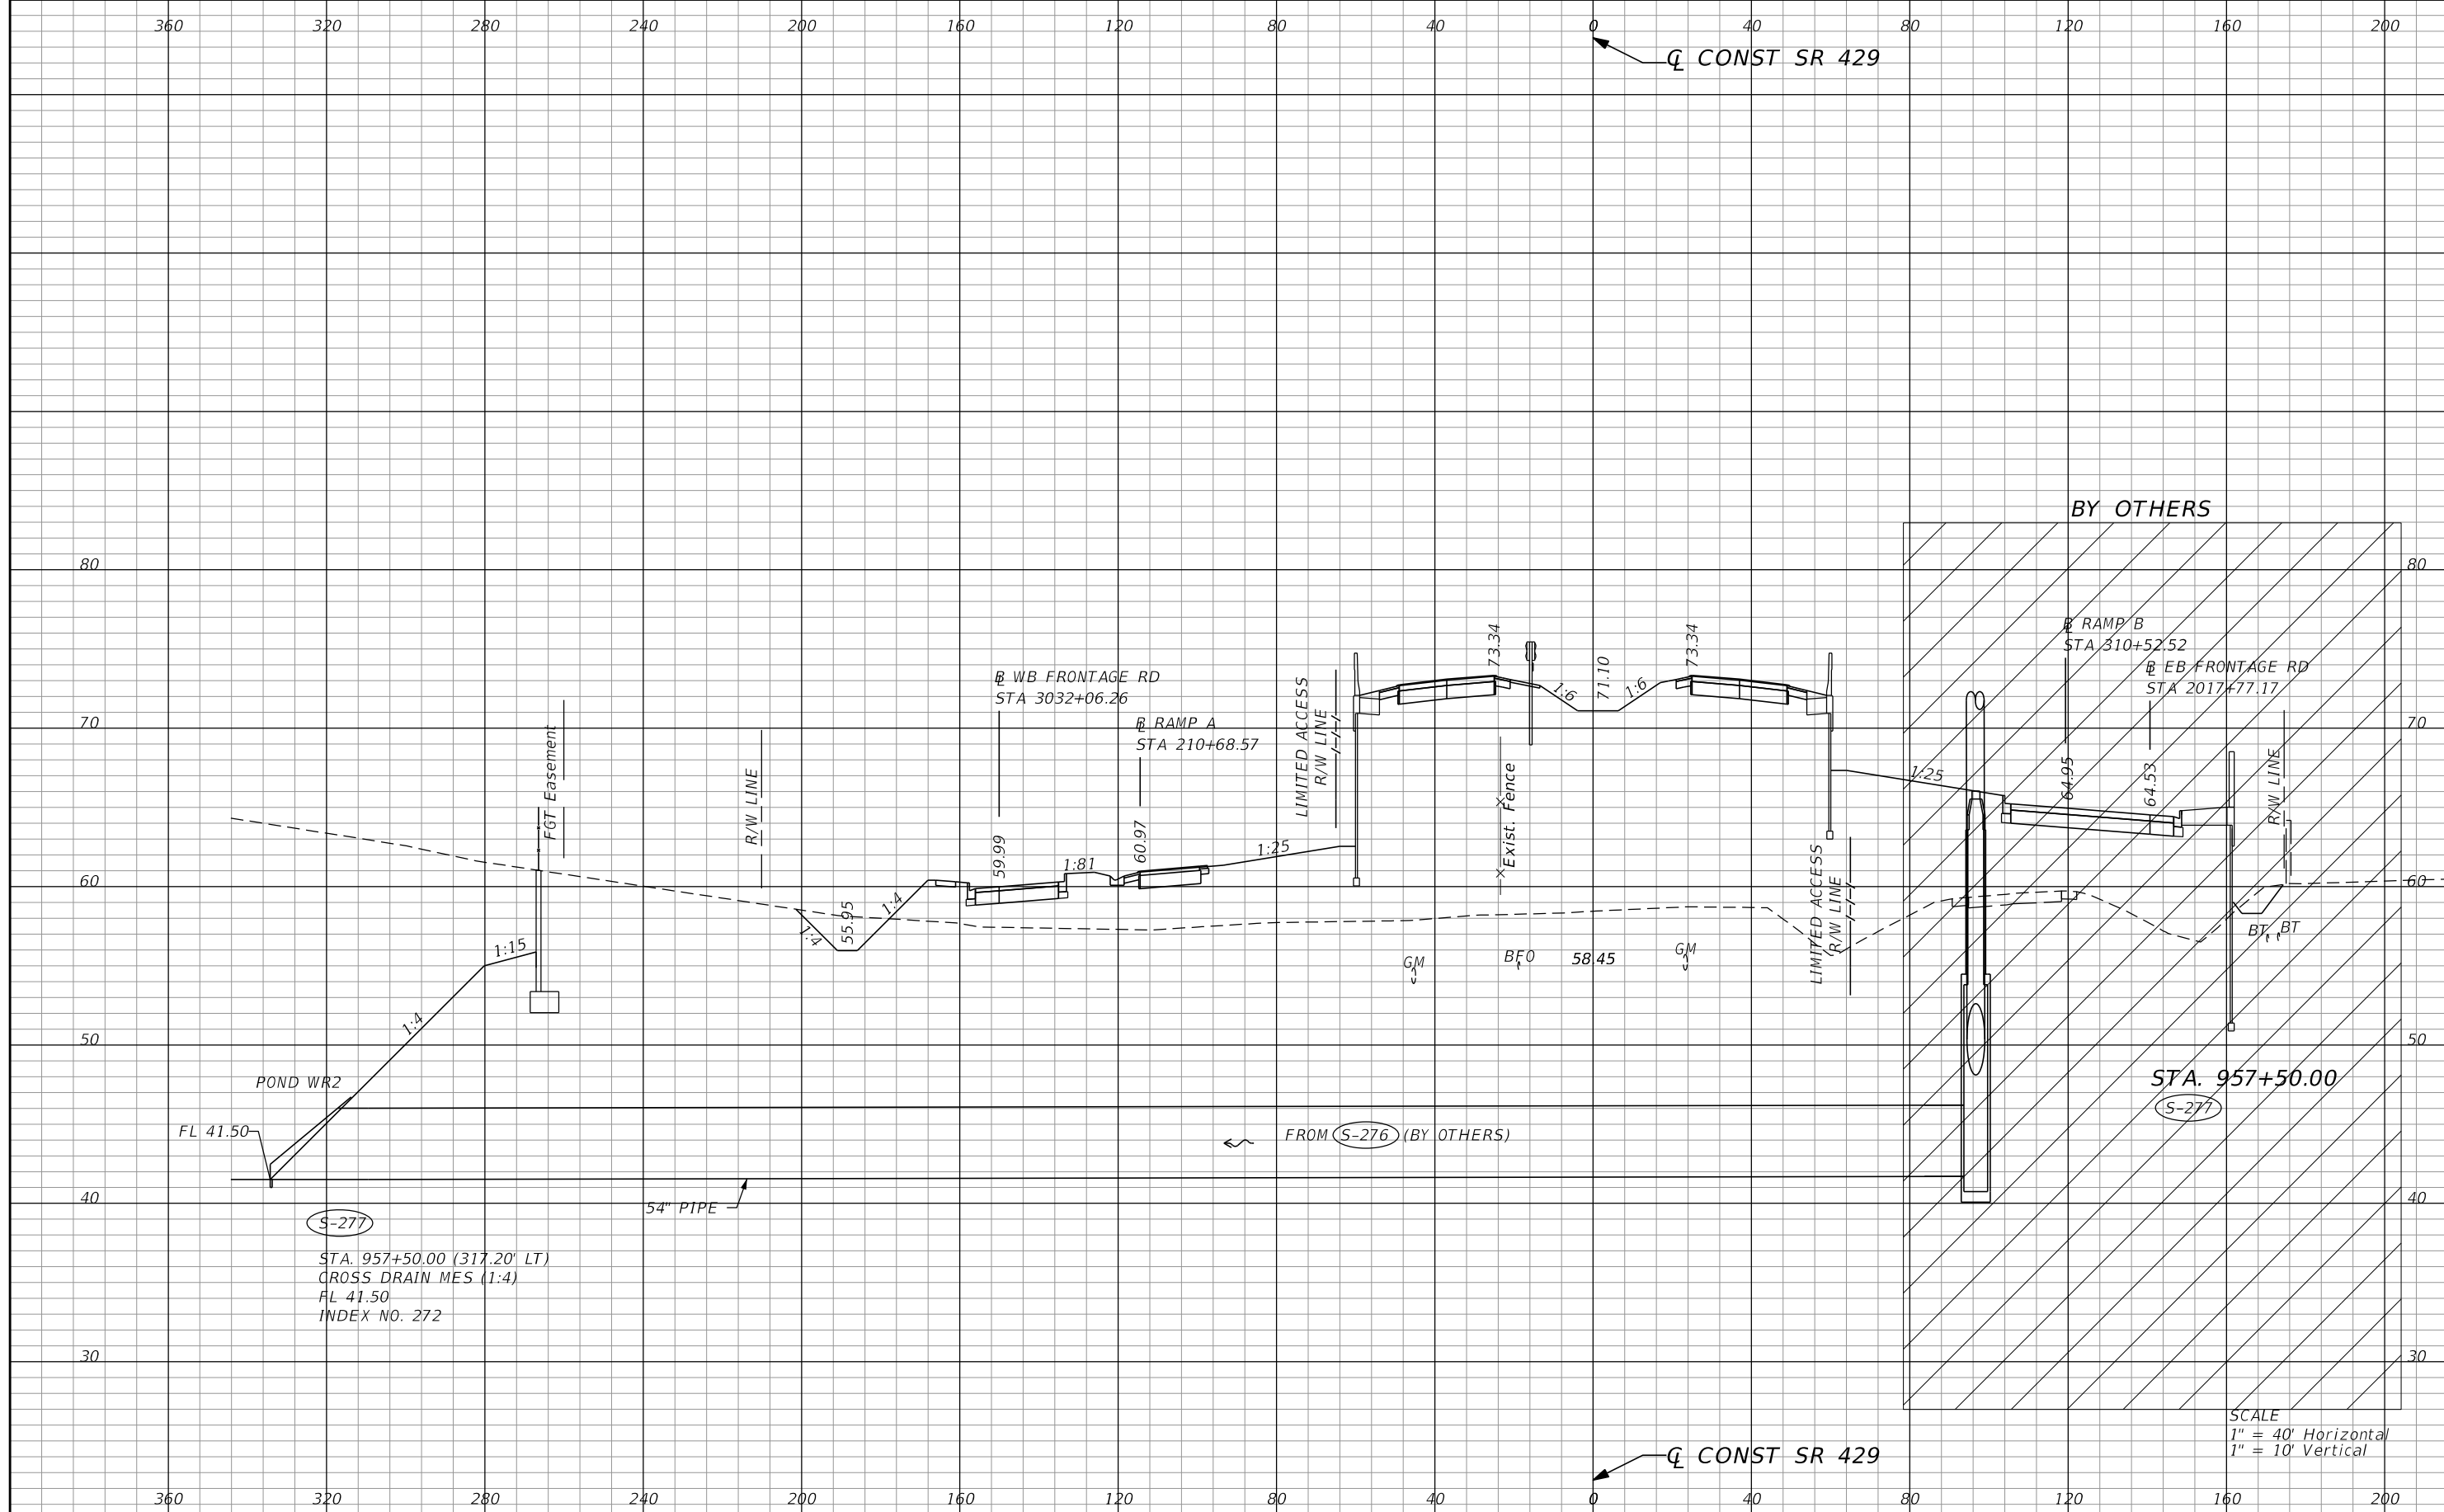 360 320 280 240 200 160 120 80 40 0 40 80 120 160 200
℄ CONST SR 429
BY OTHERS
80 80
℄ RAMP B
STA 310+52.52
B EB FRONTAGE RD
STA 2017+77.17
73.34
73.34
71.10
1:6
1:6
B WB FRONTAGE RD
STA 3032+06.26
B RAMP A
STA 210+68.57
70 70
LIMITED ACCESS
R/W LINE
FGT Easement
R/W LINE
R/W LINE
Exist. Fence
64.95
64.53
1:25
59.99
60.97
1:81
1:25
60 60
LIMITED ACCESS
R/W LINE
55.95
1:4
1:4
1:15
GM
BFO
58.45
GM
BT
BT
1:4
50 50
POND WR2
STA. 957+50.00
S-277
FL 41.50
FROM S-276 (BY OTHERS)
40 40
54" PIPE
S-277
STA. 957+50.00 (317.20' LT)
CROSS DRAIN MES (1:4)
FL 41.50
INDEX NO. 272
30 30
SCALE
1" = 40' Horizontal
1" = 10' Vertical
℄ CONST SR 429
360 320 280 240 200 160 120 80 40 0 40 80 120 160 200